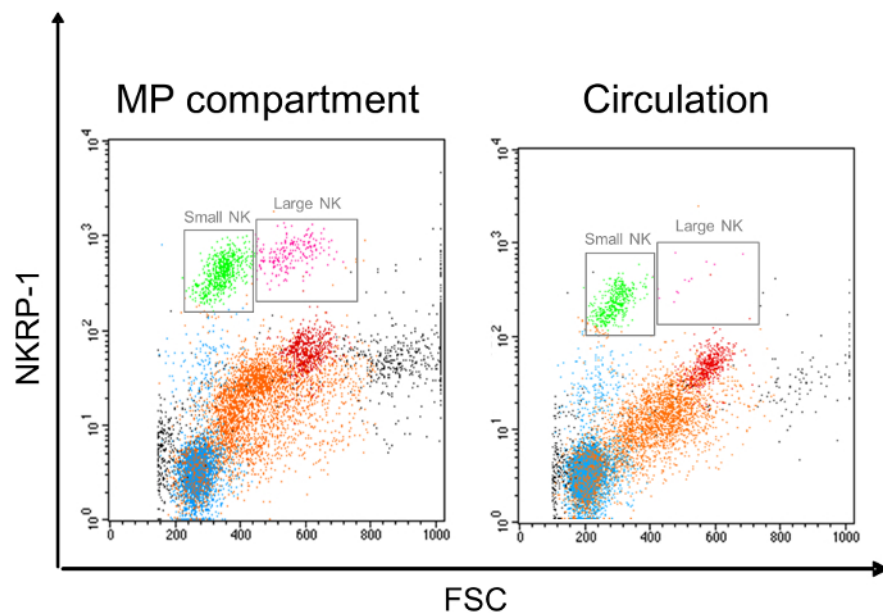 MP compartment
Circulation
NKRP-1
10^4
10^3
10^2
10^1
10^0
Small NK
Large NK
0 200 400 600 800 1000
10^4
10^3
10^2
10^1
10^0
Small NK
Large NK
0 200 400 600 800 1000
FSC